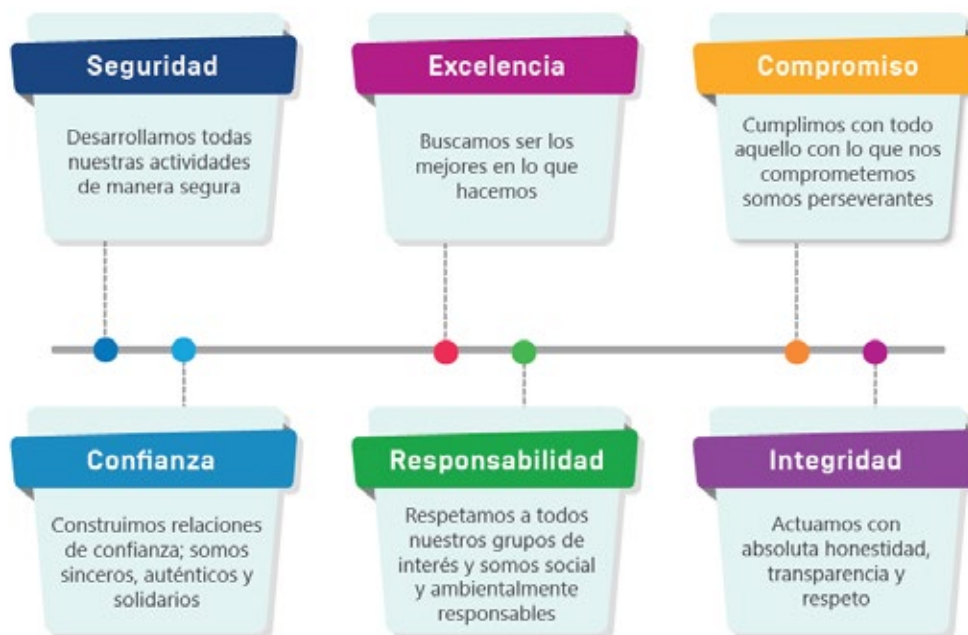 Seguridad
Desarrollamos todas
nuestras actividades
de manera segura
Excelencia
Buscamos ser los
mejores en lo que
hacemos
Compromiso
Cumplimos con todo
aquello con lo que nos
comprometemos
somos perseverantes
Confianza
Construimos relaciones
de confianza; somos
sinceros, auténticos y
solidarios
Responsabilidad
Respetamos a todos
nuestros grupos de
interés y somos social
y ambientalmente
responsables
Integridad
Actuamos con
absoluta honestidad,
transparencia y
respeto